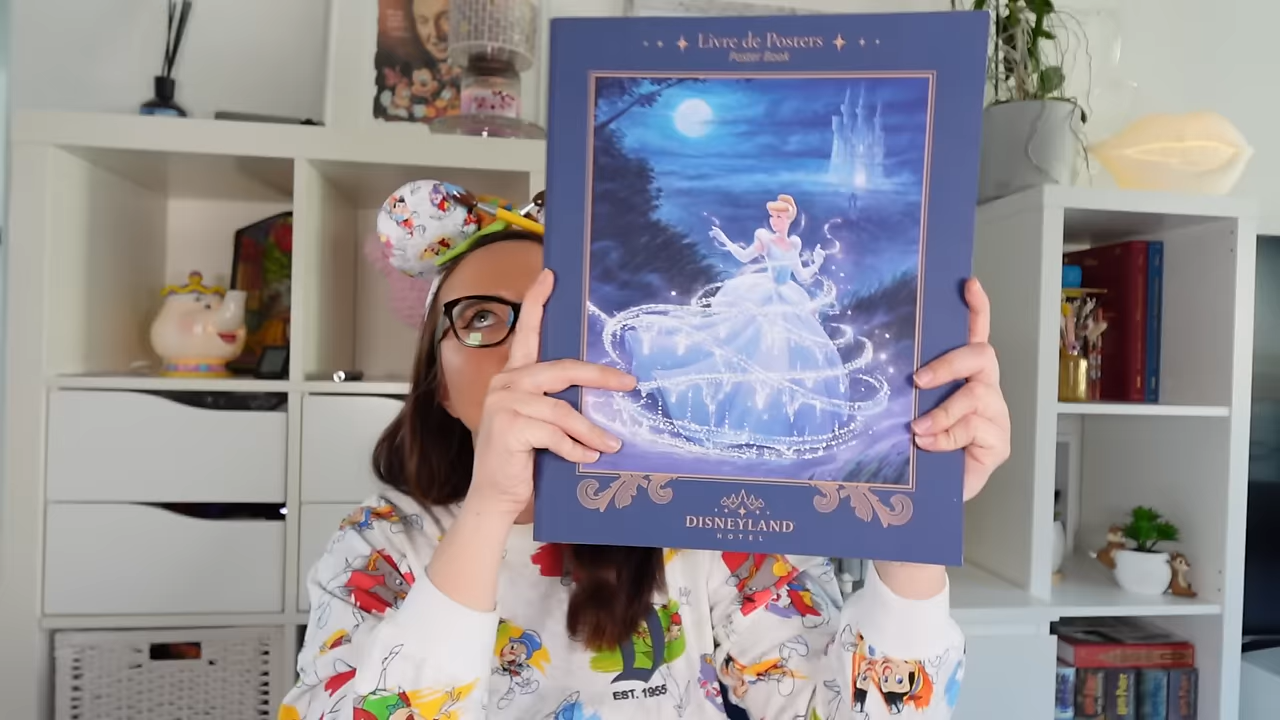 Livre de Posters
Poster Book
DISNEYLAND
HOTEL
EST. 1955